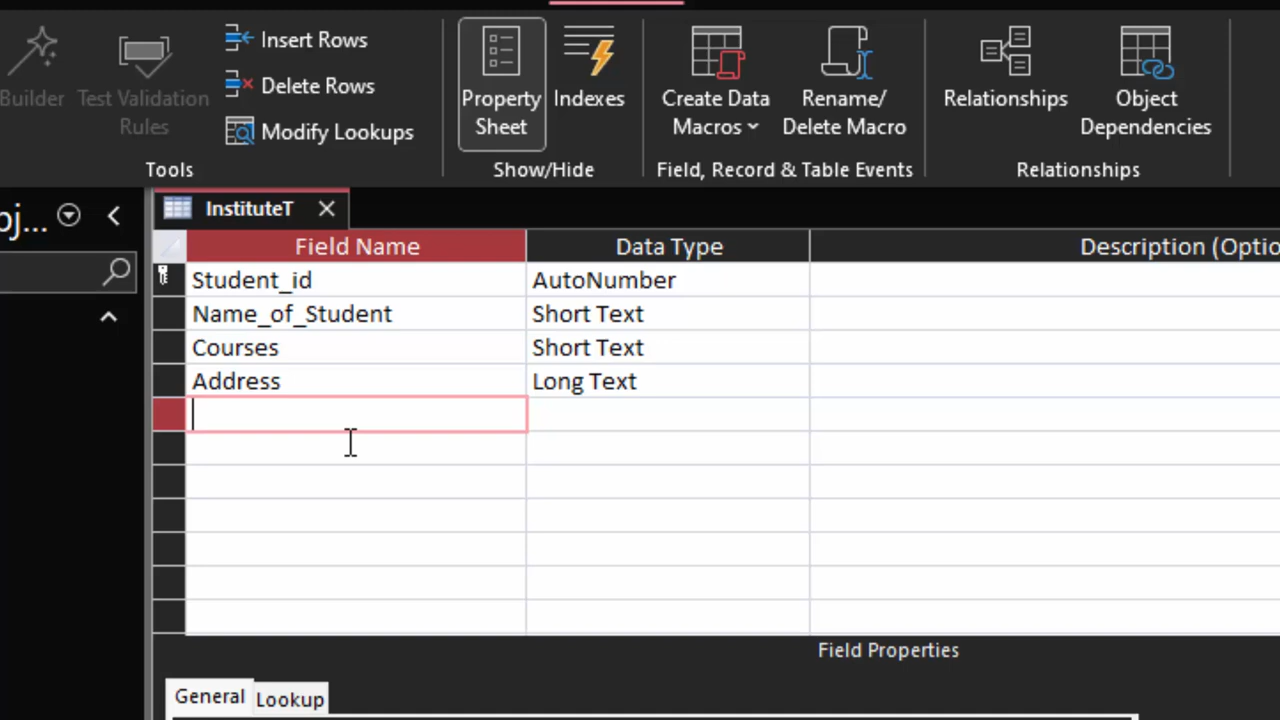 Insert Rows
Delete Rows
Modify Lookups
Builder
Test Validation
Rules
Tools
Property
Sheet
Indexes
Show/Hide
Create Data
Macros
Rename/
Delete Macro
Field, Record & Table Events
Relationships
Object
Dependencies
Relationships
InstituteT
Field Name Data Type Description (Optio
Student_id AutoNumber
Name_of_Student Short Text
Courses Short Text
Address Long Text
Field Properties
General Lookup